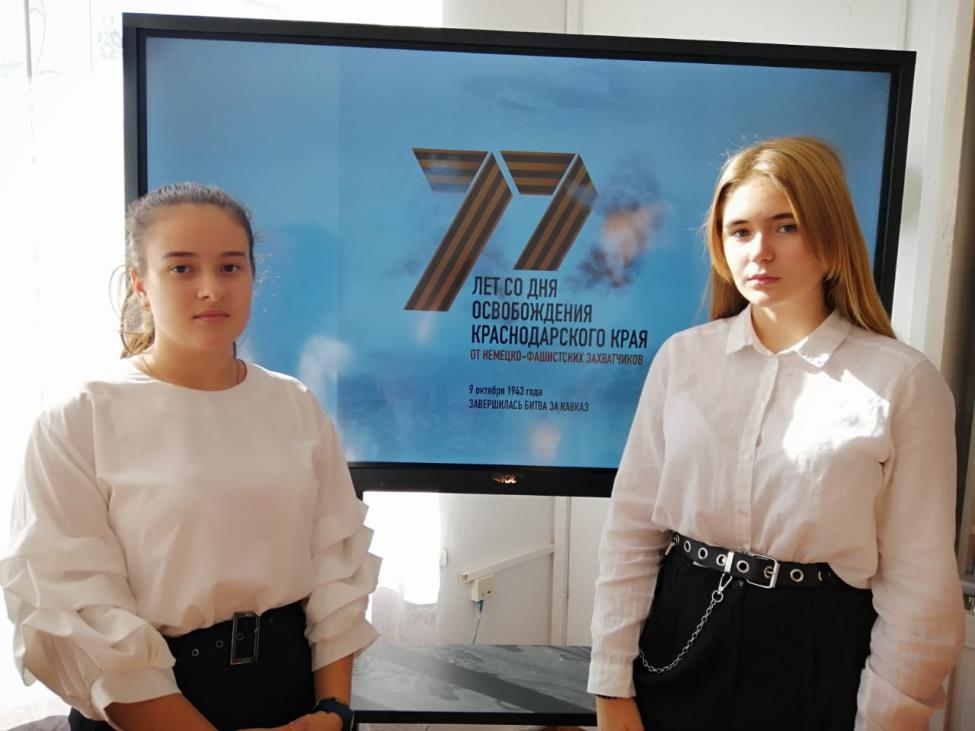 77
ЛЕТ СО ДНЯ
ОСВОБОЖДЕНИЯ
КРАСНОДАРСКОГО КРАЯ
ОТ НЕМЕЦКО-ФАШИСТСКИХ ЗАХВАТЧИКОВ
9 октября 1943 года
ЗАВЕРШИЛАСЬ БИТВА ЗА КАВКАЗ